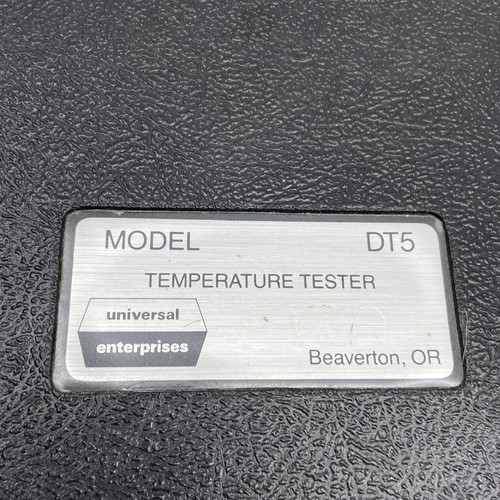 MODEL DT5
TEMPERATURE TESTER
universal
enterprises
Beaverton, OR